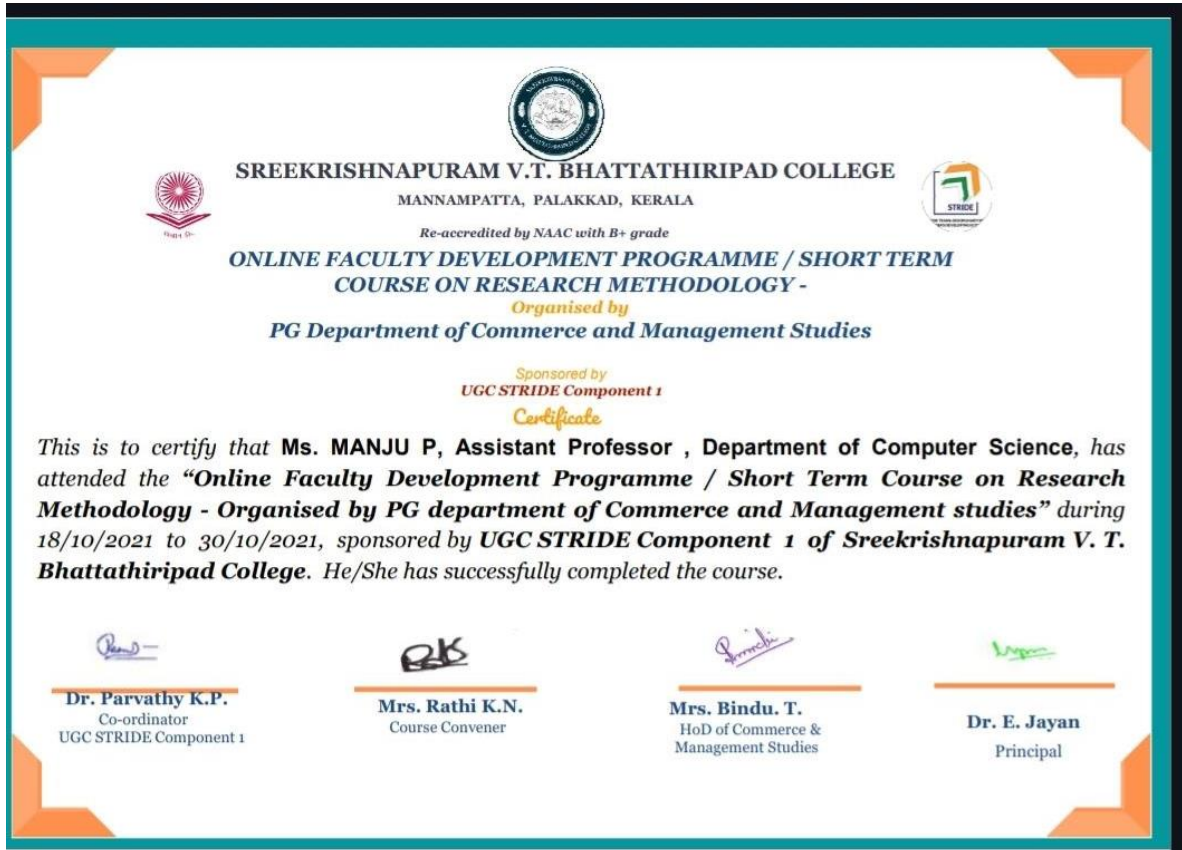 SREEKRISHNAPURAM V.T. BHATTATHIRIPAD COLLEGE
MANNAMPATTA, PALAKKAD, KERALA
STRIDE
Re-accredited by NAAC with B+ grade
ONLINE FACULTY DEVELOPMENT PROGRAMME / SHORT TERM
COURSE ON RESEARCH METHODOLOGY -
Organised by
PG Department of Commerce and Management Studies
Sponsored by
UGC STRIDE Component 1
Certificate
This is to certify that Ms. MANJU P, Assistant Professor , Department of Computer Science, has
attended the “Online Faculty Development Programme / Short Term Course on Research
Methodology - Organised by PG department of Commerce and Management studies” during
18/10/2021 to 30/10/2021, sponsored by UGC STRIDE Component 1 of Sreekrishnapuram V. T.
Bhattathiripad College. He/She has successfully completed the course.
Dr. Parvathy K.P.
Co-ordinator
UGC STRIDE Component 1
Mrs. Rathi K.N.
Course Convener
Mrs. Bindu. T.
HoD of Commerce &
Management Studies
Dr. E. Jayan
Principal